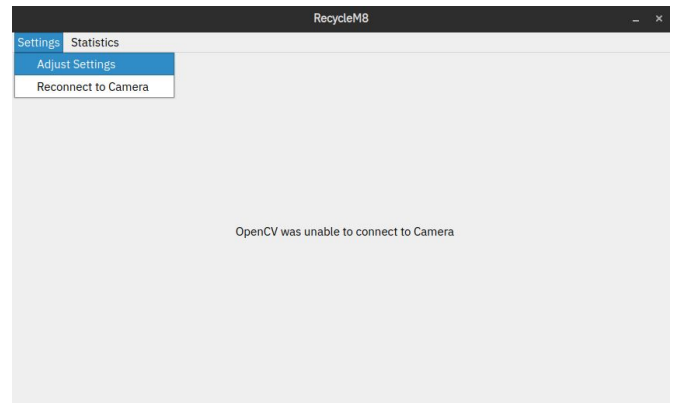 RecycleM8
Settings Statistics
Adjust Settings
Reconnect to Camera
OpenCV was unable to connect to Camera